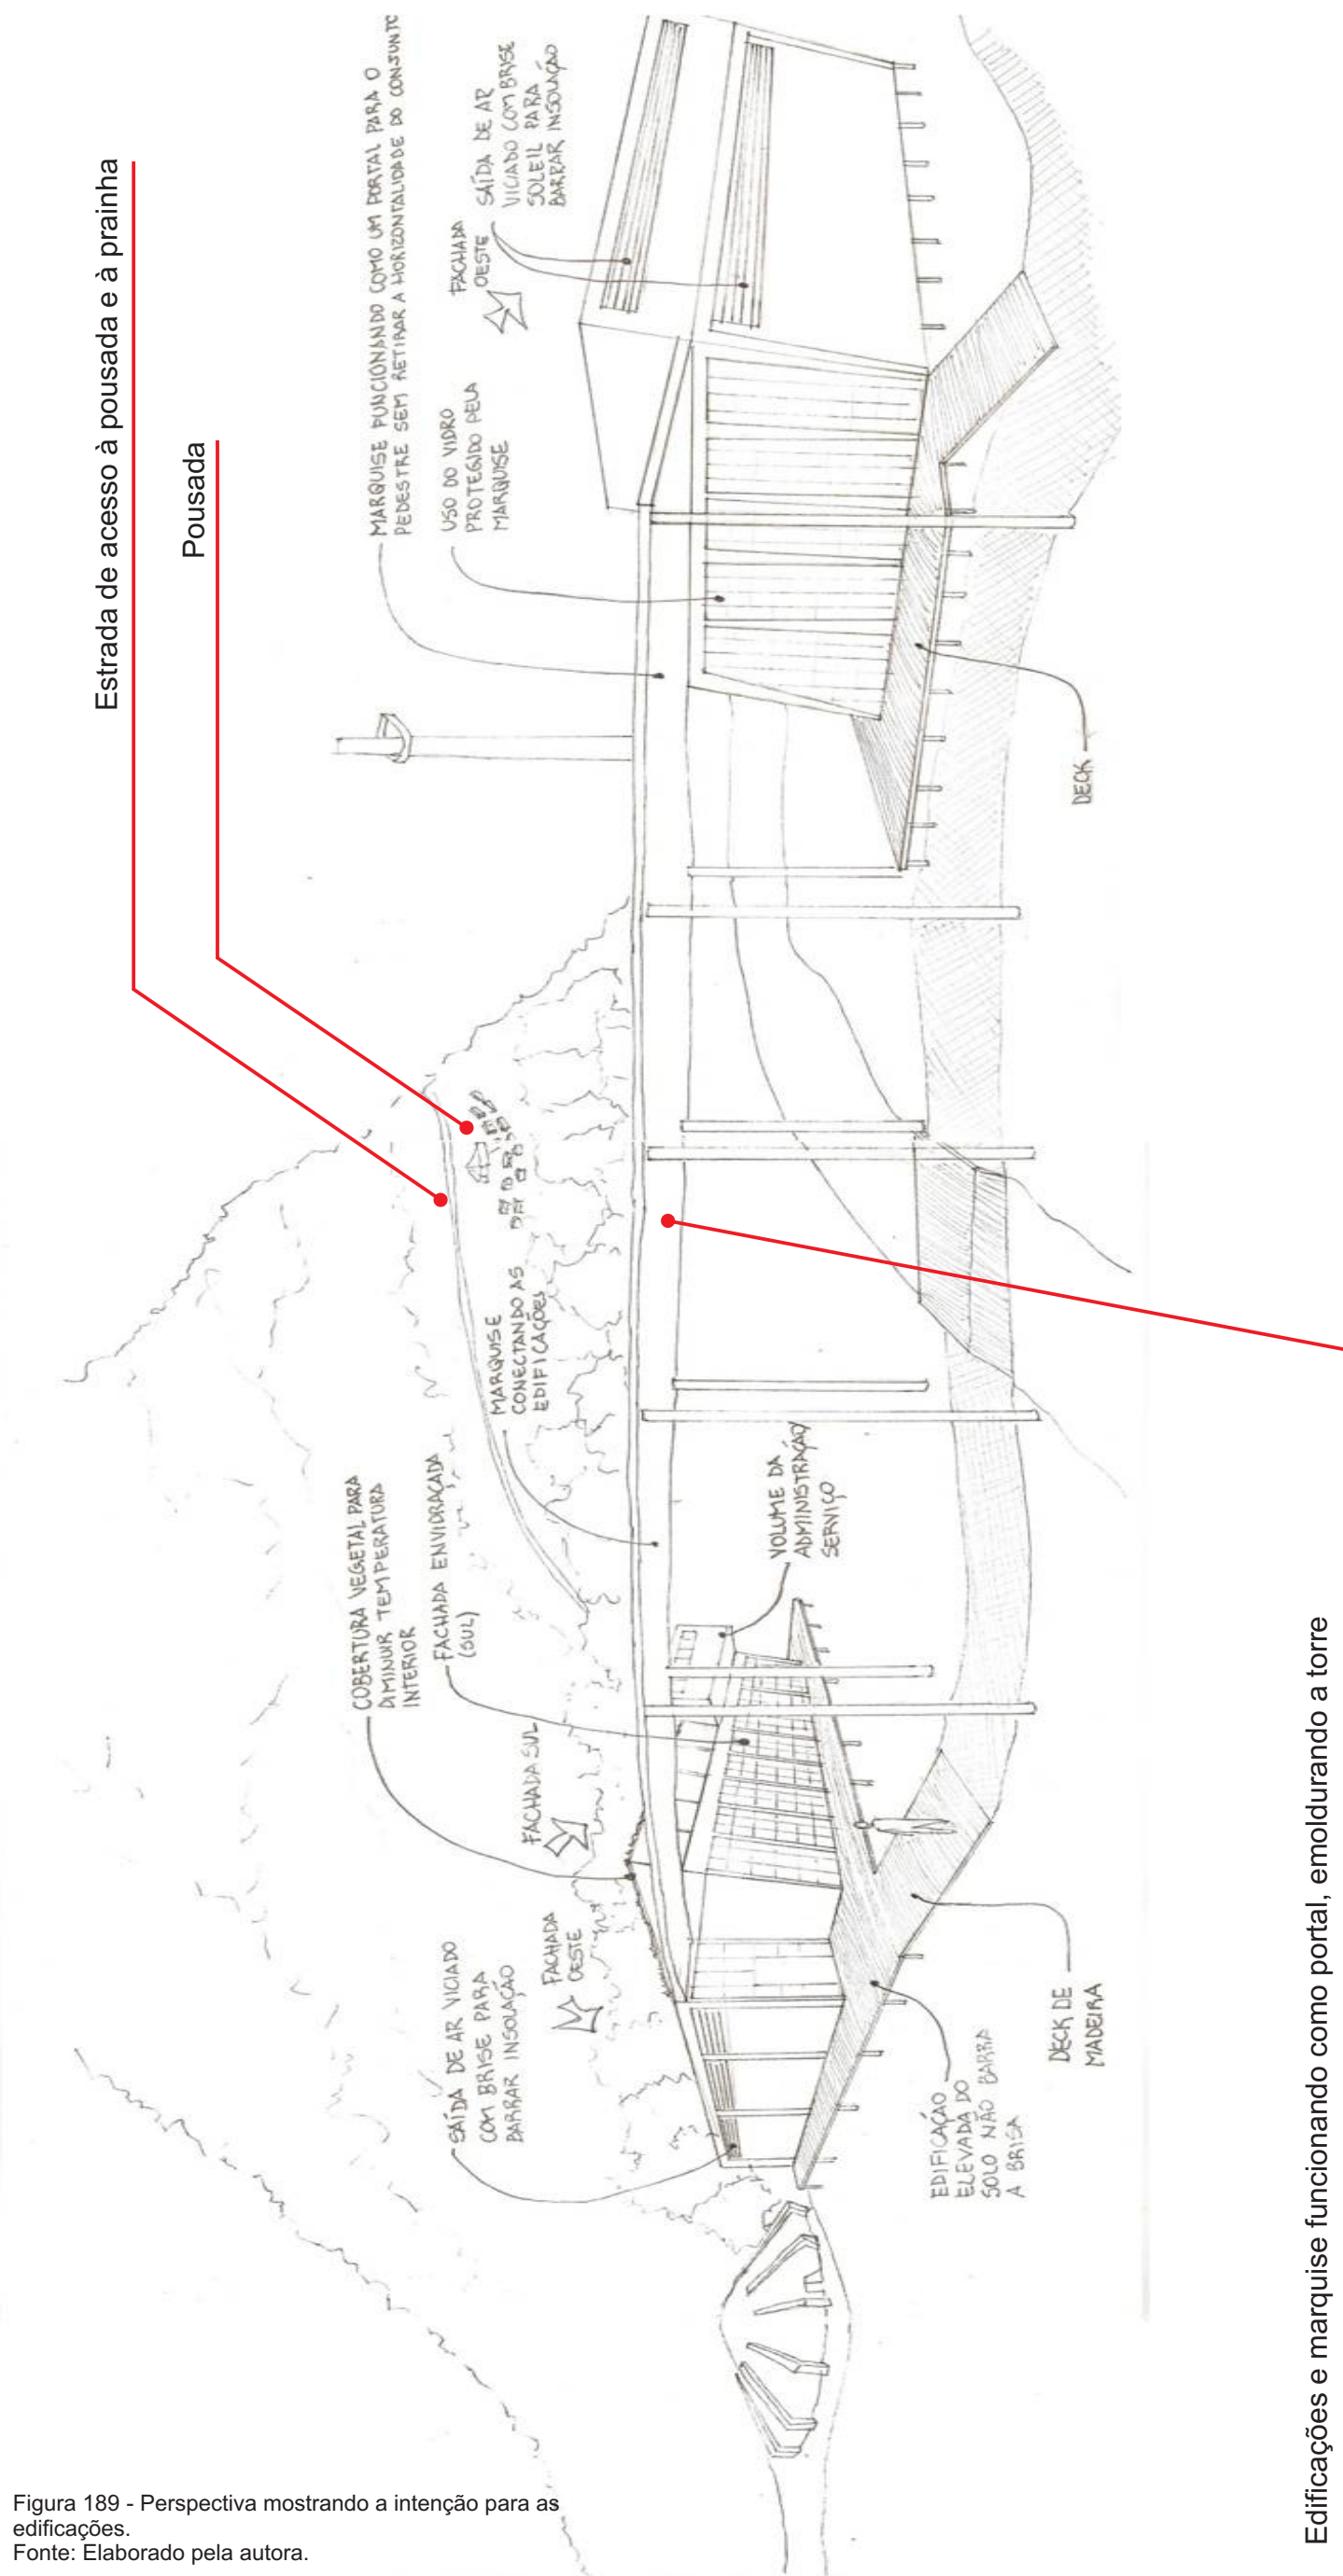 Estrada de acesso à pousada e à prainha
Pousada
MARQUISE FUNCIONANDO COMO UM PORTAL PARA O
PEDESTRE SEM RETIRAR A HORIZONTALIDADE DO CONJUNTO
USO DO VIDRO
PROTEGIDO PELA
MARQUISE
FACHADA
OESTE
SAÍDA DE AR
VICIADO COM BRISE
SOLEIL PARA
BARRAR INSOLAÇÃO
COBERTURA VEGETAL PARA
DIMINUIR TEMPERATURA
INTERIOR
FACHADA ENVIDRAÇADA
(SUL)
MARQUISE
CONECTANDO AS
EDIFICAÇÕES
SAÍDA DE AR VICIADO
COM BRISE PARA
BARRAR INSOLAÇÃO
FACHADA
OESTE
FACHADA SUL
VOLUME DA
ADMINISTRAÇÃO/
SERVIÇO
EDIFICAÇÃO
ELEVADA DO
SOLO NÃO BARRA
A BRISA
DECK DE
MADEIRA
DECK
Edificações e marquise funcionando como portal, emoldurando a torre
Figura 189 - Perspectiva mostrando a intenção para as
edificações.
Fonte: Elaborado pela autora.